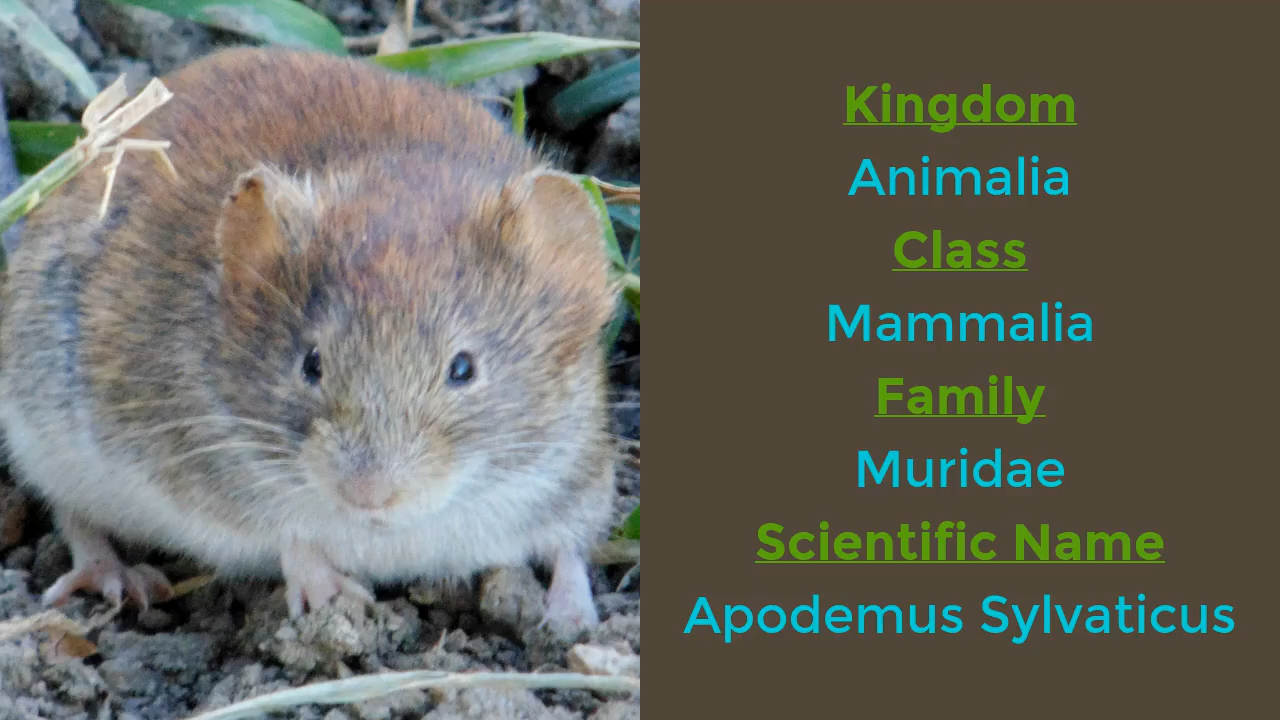 Kingdom
Animalia
Class
Mammalia
Family
Muridae
Scientific Name
Apodemus Sylvaticus